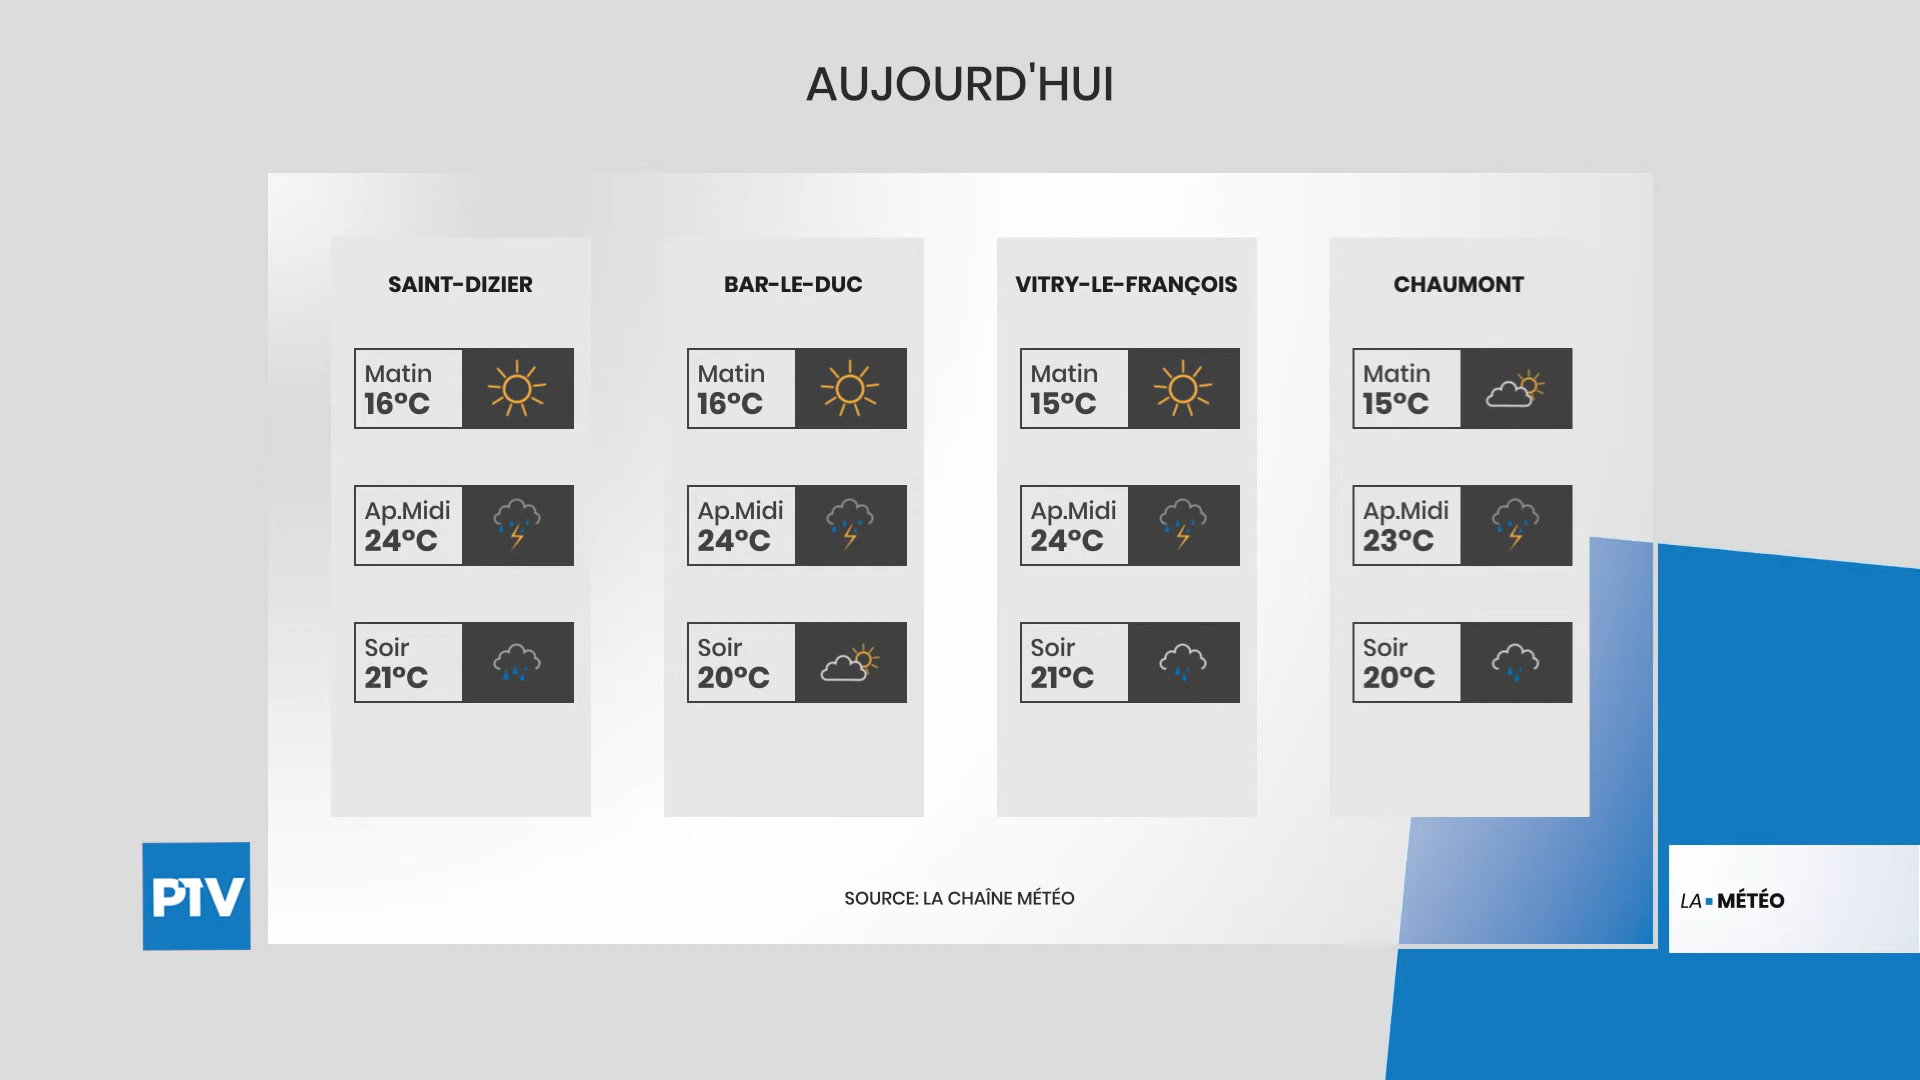 AUJOURD'HUI
SAINT-DIZIER
Matin
16°C
Ap.Midi
24°C
Soir
21°C
BAR-LE-DUC
Matin
16°C
Ap.Midi
24°C
Soir
20°C
VITRY-LE-FRANÇOIS
Matin
15°C
Ap.Midi
24°C
Soir
21°C
CHAUMONT
Matin
15°C
Ap.Midi
23°C
Soir
20°C
SOURCE: LA CHAÎNE MÉTÉO
PTV
LA MÉTÉO